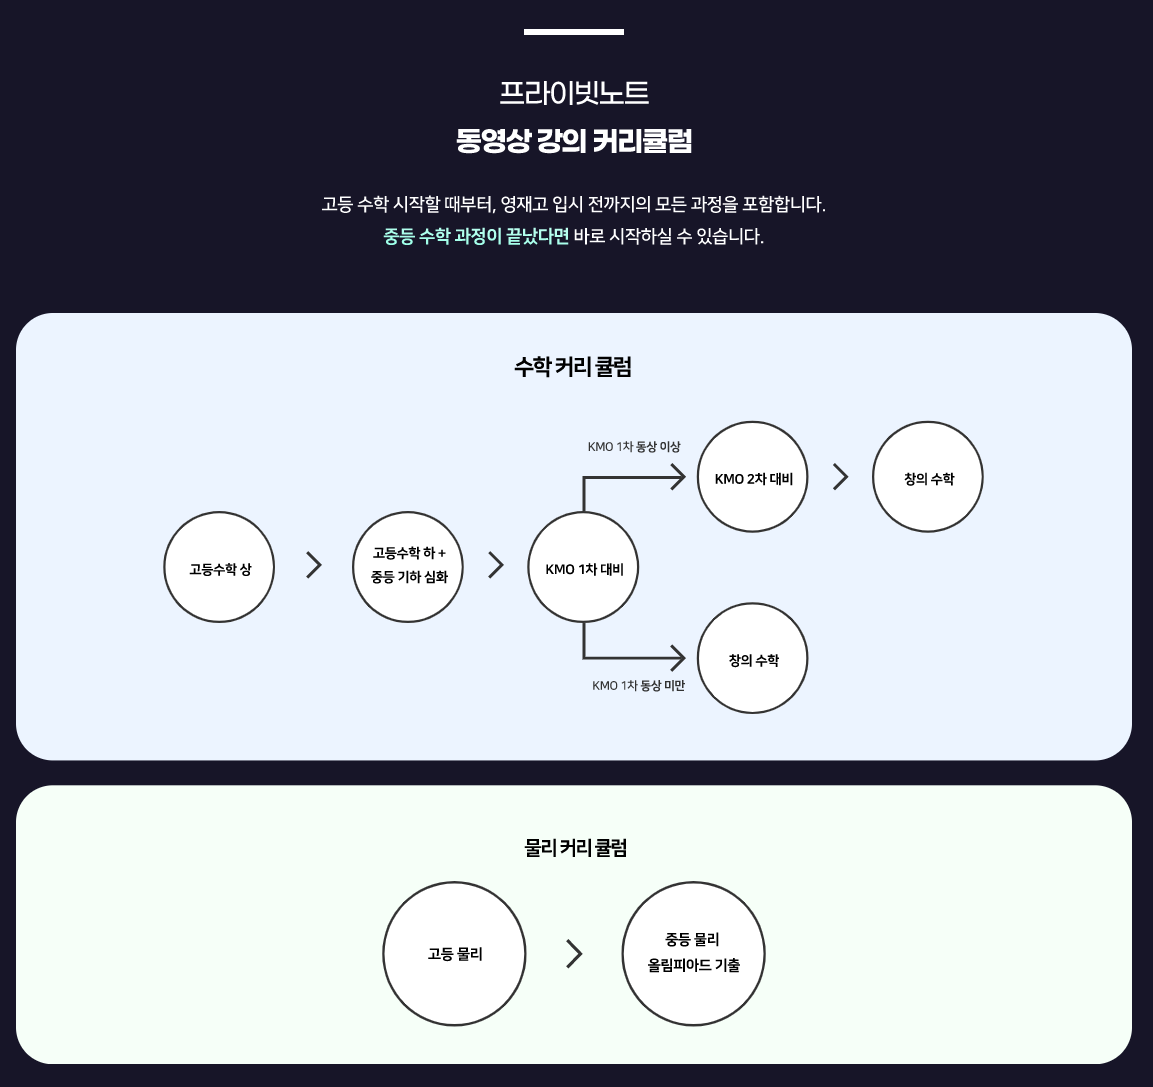 프라이빗노트
동영상 강의 커리큘럼
고등 수학 시작할 때부터, 영재고 입시 전까지의 모든 과정을 포함합니다.
중등 수학 과정이 끝났다면 바로 시작하실 수 있습니다.
수학 커리 큘럼
고등수학 상
고등수학 하 +
중등 기하 심화
KMO 1차 대비
KMO 1차 동상 이상
KMO 2차 대비
창의 수학
KMO 1차 동상 미만
창의 수학
물리 커리 큘럼
고등 물리
중등 물리
올림피아드 기출